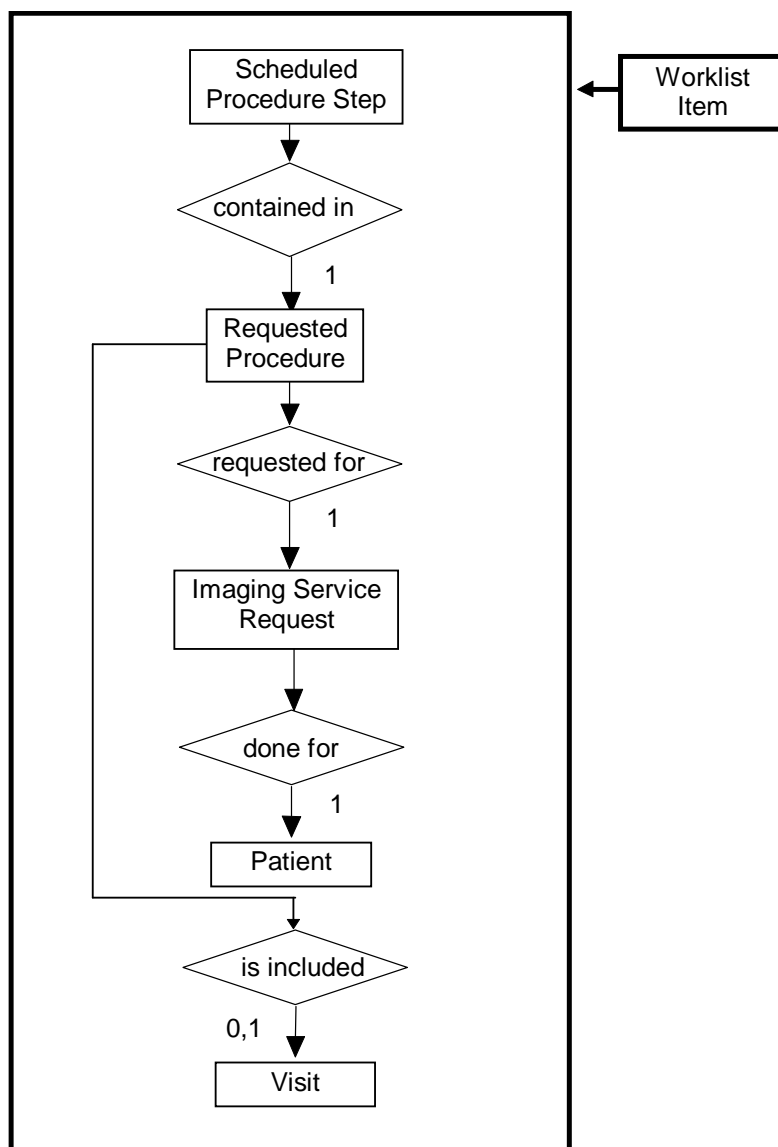 Scheduled
Procedure Step
Worklist
Item
contained in
1
Requested
Procedure
requested for
1
Imaging Service
Request
done for
1
Patient
is included
0,1
Visit